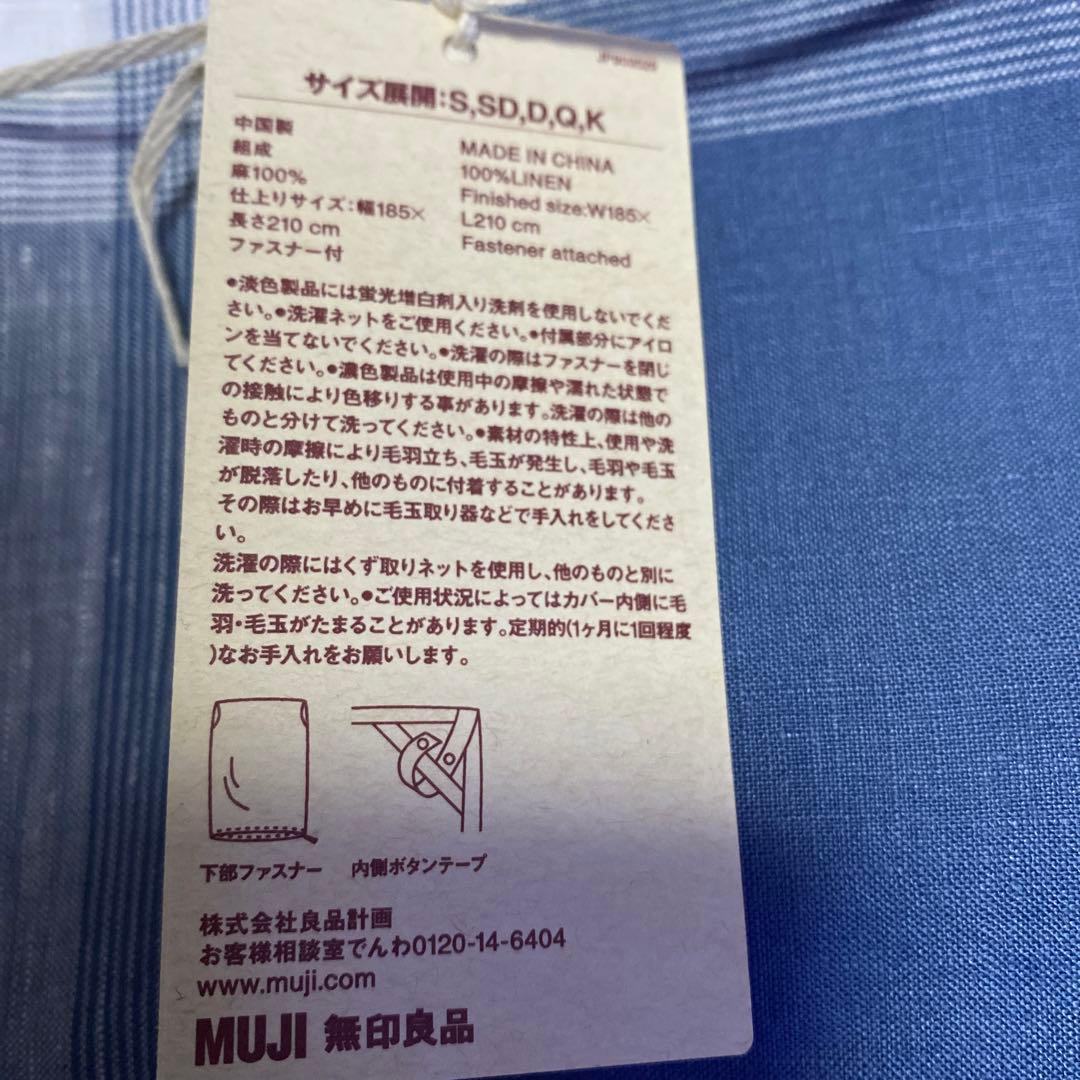 サイズ展開:S,SD,D,Q,K
中国製
組成
麻100%
仕上りサイズ:幅185×
長さ210 cm
ファスナー付
MADE IN CHINA
100%LINEN
Finished size:W185×
L210 cm
Fastener attached
●淡色製品には蛍光増白剤入り洗剤を使用しないでくだ
さい。●洗濯ネットをご使用ください。●付属部分にアイロ
ンを当てないでください。●洗濯の際はファスナーを閉じ
てください。●濃色製品は使用中の摩擦や濡れた状態で
の接触により色移りする事があります。洗濯の際は他の
ものと分けて洗ってください。●素材の特性上、使用や洗
濯時の摩擦により毛羽立ち、毛玉が発生し、毛羽や毛玉
が脱落したり、他のものに付着することがあります。
その際はお早めに毛玉取り器などで手入れをしてくださ
い。
洗濯の際にはくず取りネットを使用し、他のものと別に
洗ってください。●ご使用状況によってはカバー内側に毛
羽・毛玉がたまることがあります。定期的(1ヶ月に1回程度
)なお手入れをお願いします。
下部ファスナー
内側ボタンテープ
株式会社良品計画
お客様相談室でんわ0120-14-6404
www.muji.com
MUJI 無印良品